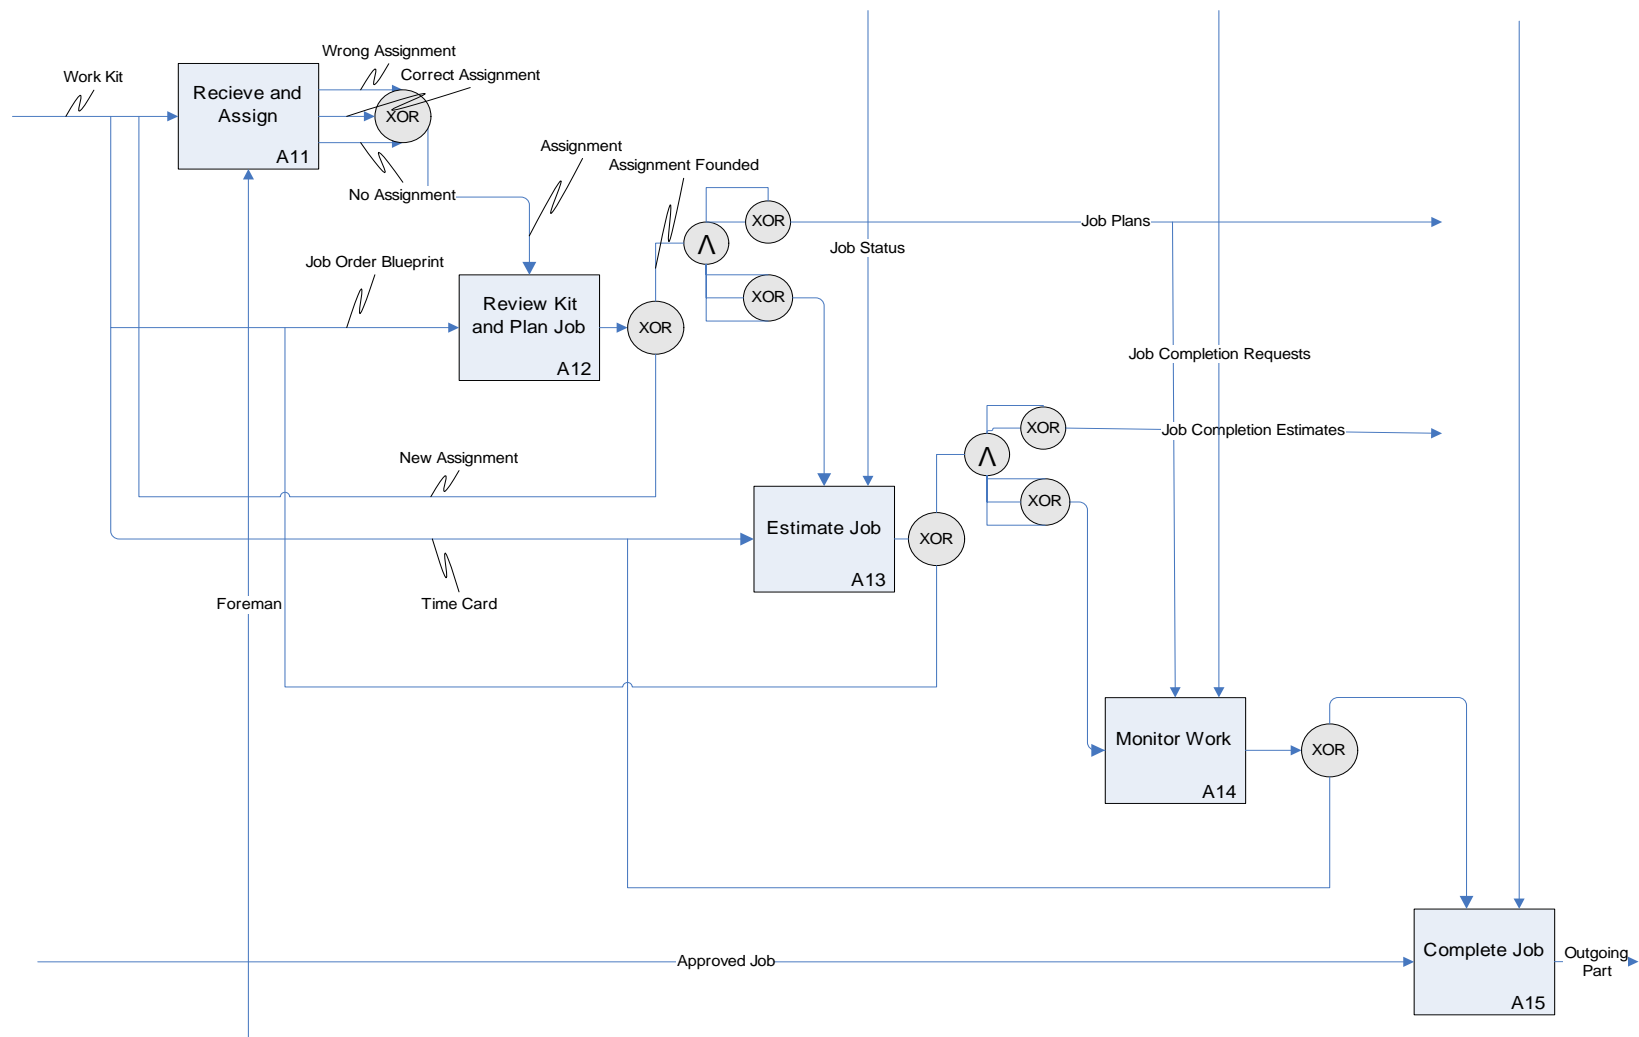 Wrong Assignment
Work Kit
Correct Assignment
Recieve and
Assign
XOR
A11
Assignment
No Assignment
Assignment Founded
XOR
Job Plans
Λ
Job Status
Job Order Blueprint
XOR
Review Kit
and Plan Job
XOR
A12
Job Completion Requests
XOR
Job Completion Estimates
Λ
New Assignment
XOR
Estimate Job
XOR
A13
Foreman
Time Card
Monitor Work
XOR
A14
Complete Job
Approved Job
Outgoing
Part
A15